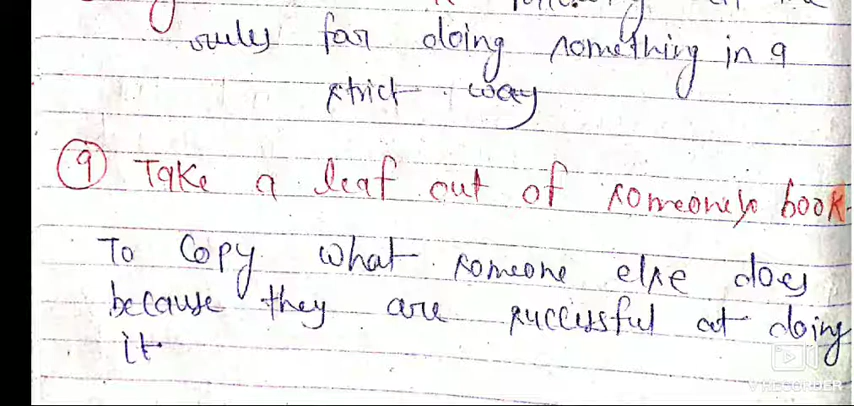 rules for doing something in a
strict way
9 Take a leaf out of someone's book
To copy what someone else does
because they are successful at doing
it
RECORDER